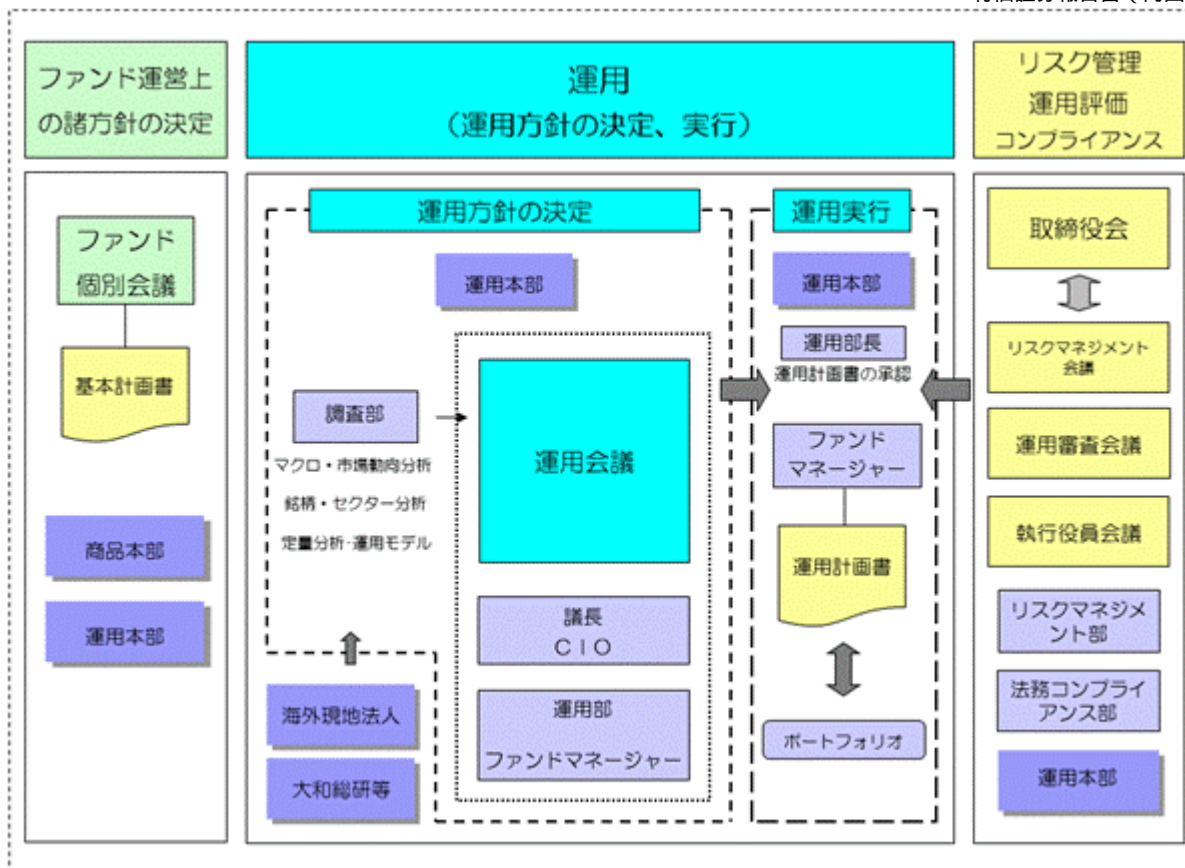 ファンド運営上
の諸方針の決定
運用
（運用方針の決定、実行）
リスク管理
運用評価
コンプライアンス
ファンド
個別会議
基本計画書
商品本部
運用本部
運用方針の決定
運用本部
調査部
マクロ・市場動向分析
銘柄・セクター分析
定量分析・運用モデル
運用会議
議長
ＣＩＯ
運用部
ファンドマネージャー
海外現地法人
大和総研等
運用実行
運用本部
運用部長
運用計画書の承認
ファンド
マネージャー
運用計画書
ポートフォリオ
取締役会
リスクマネジメント
会議
運用審査会議
執行役員会議
リスクマネジメ
ント部
法務コンプライ
アンス部
運用本部